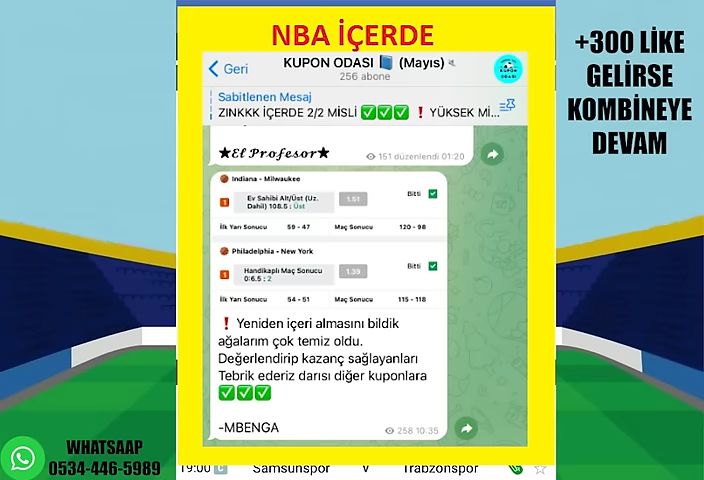 NBA İÇERDE
+300 LİKE
GELİRSE
KOMBİNEYE
DEVAM
Geri
KUPON ODASI 📘 (Mayıs)
256 abone
KUPON
ODASI
Sabitlenen Mesaj
ZINKKK İÇERDE 2/2 MİSLİ ✅✅✅ ❗ YÜKSEK Mİ...
★𝓔𝓵 𝓟𝓻𝓸𝓯𝓮𝓼𝓸𝓻★
151 düzenlendi 01:20
Indiana - Milwaukee
1
Ev Sahibi Alt/Üst (Uz.
Dahil) 108.5 : Üst
1.51
Bitti
İlk Yarı Sonucu 59 - 47 Maç Sonucu 120 - 98
Philadelphia - New York
1
Handikaplı Maç Sonucu
0:6.5 : 2
1.39
Bitti
İlk Yarı Sonucu 54 - 51 Maç Sonucu 115 - 118
❗ Yeniden içeri almasını bildik
ağalarım çok temiz oldu.
Değerlendirip kazanç sağlayanları
Tebrik ederiz darısı diğer kuponlara
✅✅✅
-MBENGA
258 10:35
WHATSAAP
0534-446-5989
19:00 C Samsunspor v Trabzonspor